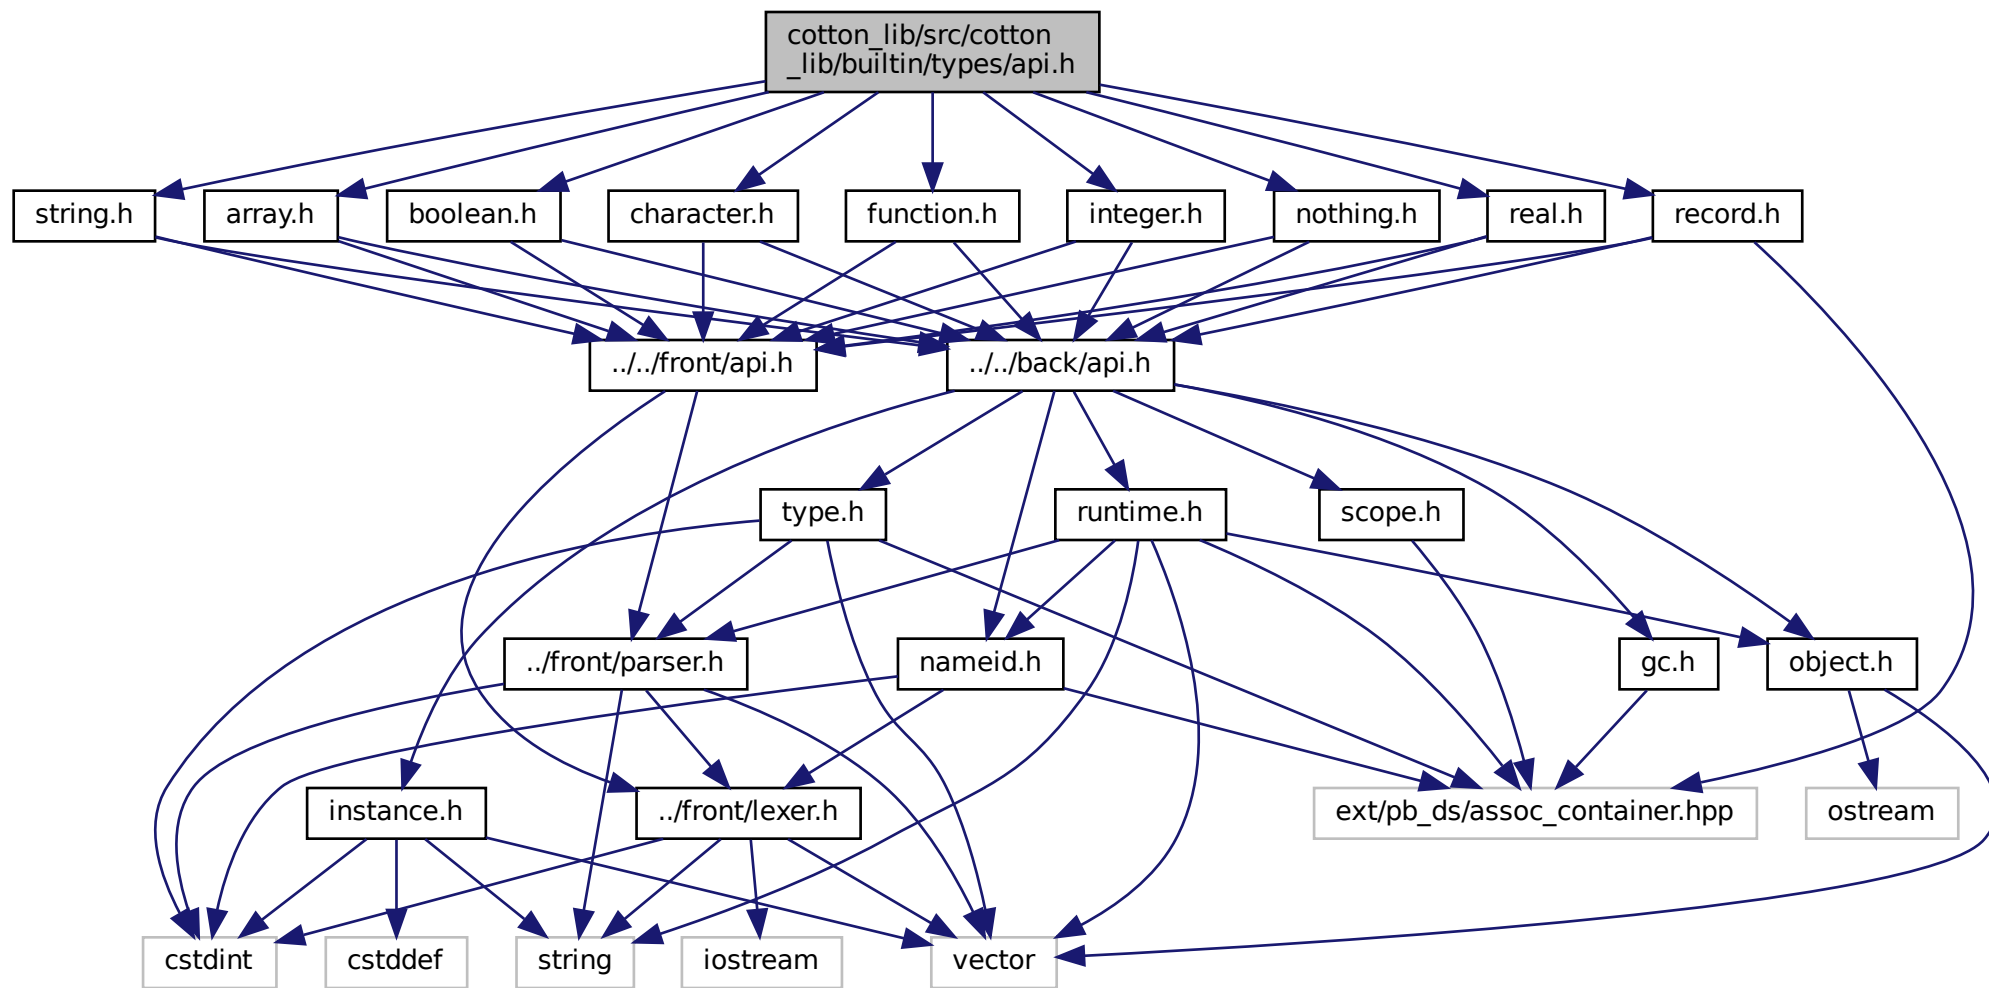 cotton_lib/src/cotton
_lib/builtin/types/api.h
string.h
array.h
boolean.h
character.h
function.h
integer.h
nothing.h
real.h
record.h
../../front/api.h
../../back/api.h
type.h
runtime.h
scope.h
../front/parser.h
nameid.h
gc.h
object.h
instance.h
../front/lexer.h
ext/pb_ds/assoc_container.hpp
ostream
cstdint
cstddef
string
iostream
vector